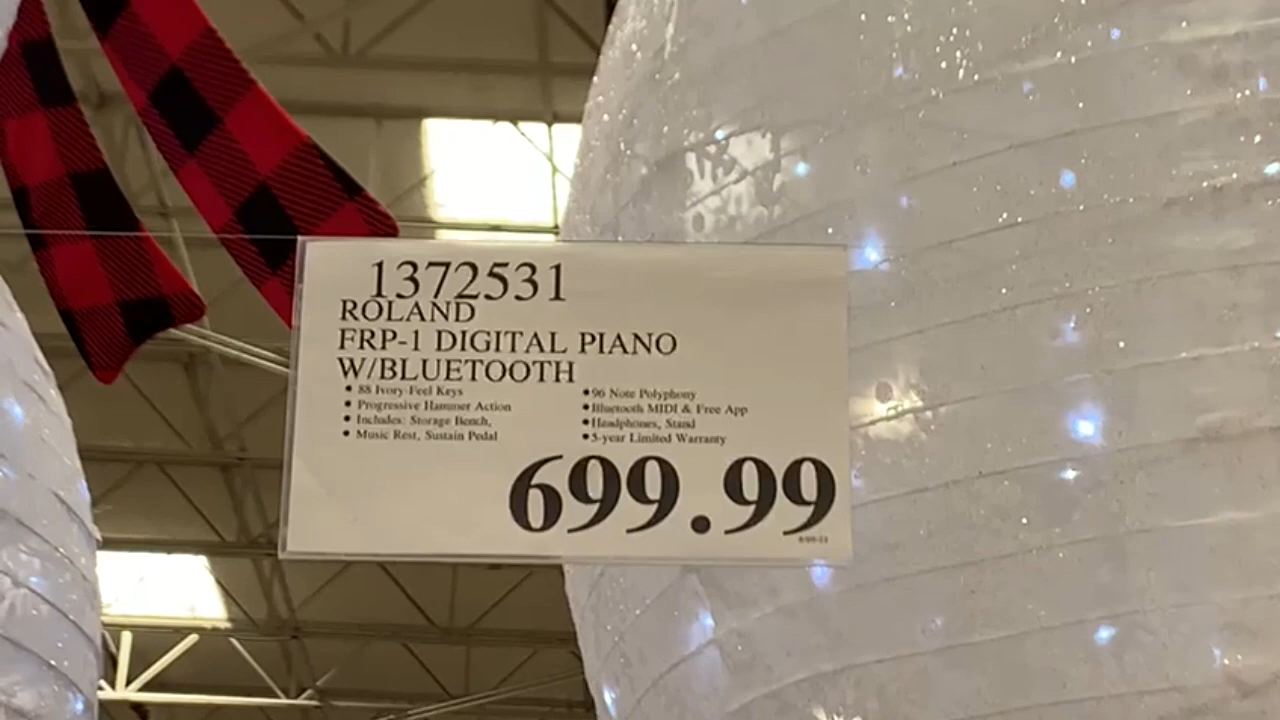 1372531
ROLAND
FRP-1 DIGITAL PIANO
W/BLUETOOTH
• 88 Ivory-Feel Keys
• Progressive Hammer Action
• Includes: Storage Bench,
• Music Rest, Sustain Pedal
• 96 Note Polyphony
• Bluetooth MIDI & Free App
• Headphones, Stand
• 5-year Limited Warranty
699.99